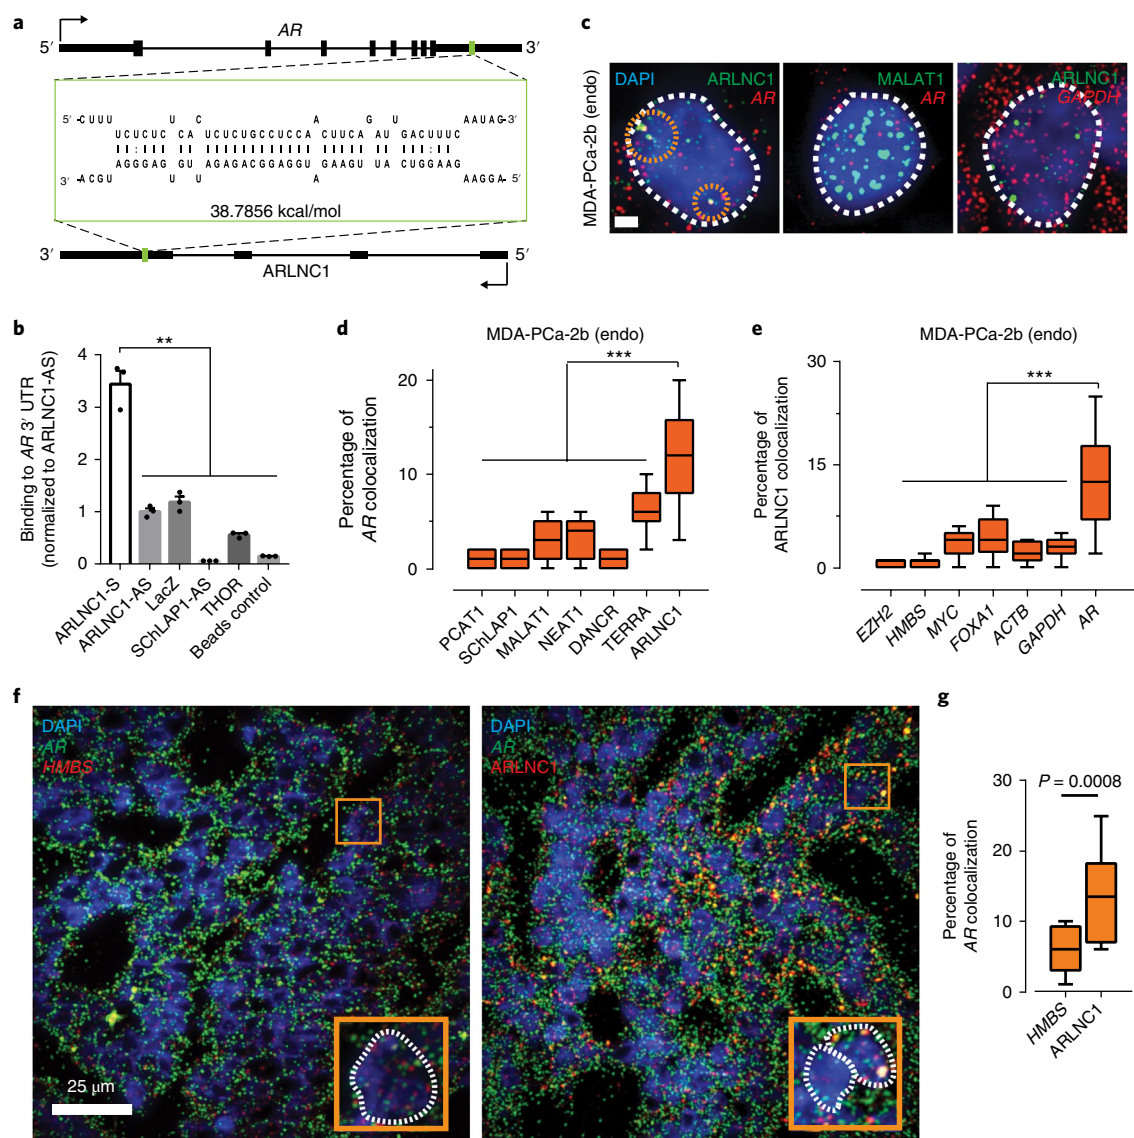 a
AR
5′ 3′
5′ -CUUU U C A G U AAUAG-3′
UCUCUC CA UCUCUGCCUCCA CUUCA AU GACUUUC
AGGGAG GU AGAGACGGAGGU GAAGU UA CUGGAAG
3′ -ACGU U U A AAGGA- 5′
38.7856 kcal/mol
3′ 5′
ARLNC1
b
**
Binding to AR 3′ UTR
(normalized to ARLNC1-AS)
4
3
2
1
0
ARLNC1-S
ARLNC1-AS
LacZ
SChLAP1-AS
THOR
Beads control
c
MDA-PCa-2b (endo)
DAPI ARLNC1
AR
MALAT1
AR
ARLNC1
GAPDH
d
MDA-PCa-2b (endo)
***
Percentage of
AR colocalization
20
10
0
PCAT1
SChLAP1
MALAT1
NEAT1
DANCR
TERRA
ARLNC1
e
MDA-PCa-2b (endo)
***
Percentage of
ARLNC1 colocalization
30
15
0
EZH2
HMBS
MYC
FOXA1
ACTB
GAPDH
AR
f
DAPI
AR
HMBS
25 μm
DAPI
AR
ARLNC1
g
P = 0.0008
Percentage of
AR colocalization
30
20
10
0
HMBS
ARLNC1